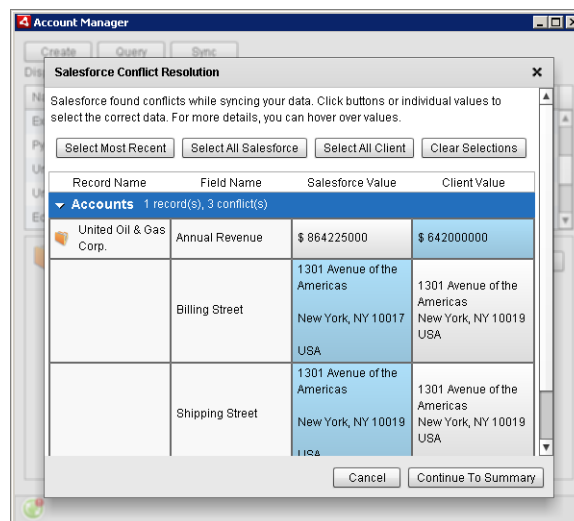 Account Manager
Create Query Sync
Salesforce Conflict Resolution
Salesforce found conflicts while syncing your data. Click buttons or individual values to
select the correct data. For more details, you can hover over values.
Select Most Recent Select All Salesforce Select All Client Clear Selections
Record Name Field Name Salesforce Value Client Value
Accounts 1 record(s), 3 conflict(s)
United Oil & Gas
Corp.
Annual Revenue
$ 864225000
$ 642000000
Billing Street
1301 Avenue of the
Americas
New York, NY 10017
USA
1301 Avenue of the
Americas
New York, NY 10019
USA
Shipping Street
1301 Avenue of the
Americas
New York, NY 10019
USA
1301 Avenue of the
Americas
New York, NY 10019
USA
Cancel Continue To Summary